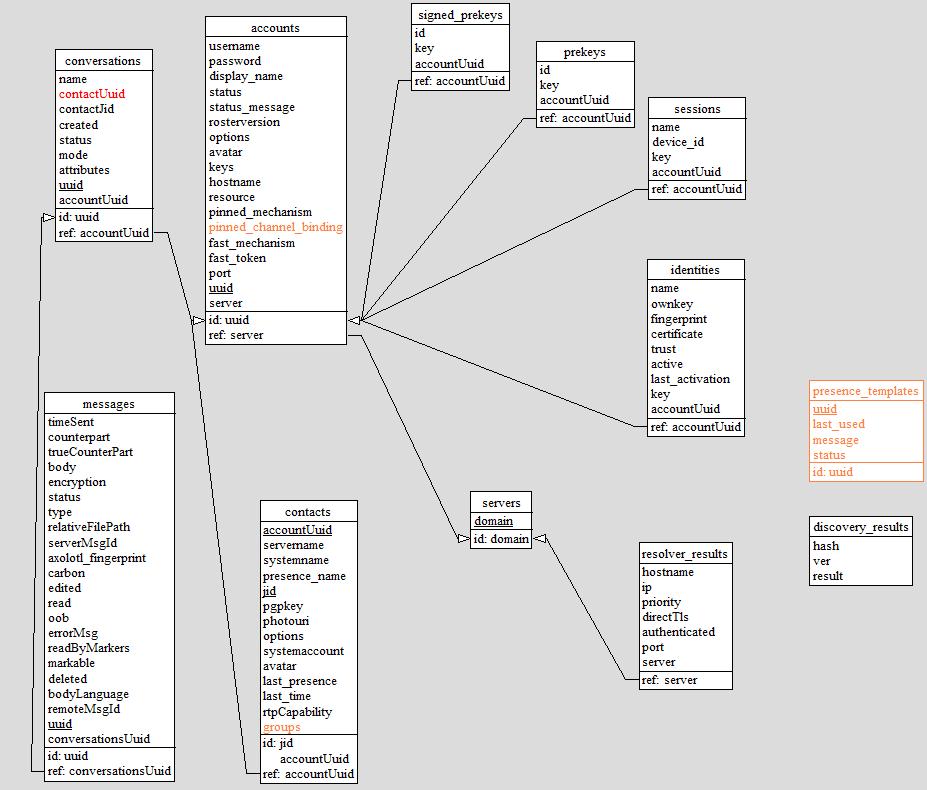 conversations
name
contactUuid
contactJid
created
status
mode
attributes
uuid
accountUuid
id: uuid
ref: accountUuid
accounts
username
password
display_name
status
status_message
rosterversion
options
avatar
keys
hostname
resource
pinned_mechanism
pinned_channel_binding
fast_mechanism
fast_token
port
uuid
server
id: uuid
ref: server
signed_prekeys
id
key
accountUuid
ref: accountUuid
prekeys
id
key
accountUuid
ref: accountUuid
sessions
name
device_id
key
accountUuid
ref: accountUuid
identities
name
ownkey
fingerprint
certificate
trust
active
last_activation
key
accountUuid
ref: accountUuid
presence_templates
uuid
last_used
message
status
id: uuid
messages
timeSent
counterpart
trueCounterPart
body
encryption
status
type
relativeFilePath
serverMsgId
axolotl_fingerprint
carbon
edited
read
oob
errorMsg
readByMarkers
markable
deleted
bodyLanguage
remoteMsgId
uuid
conversationsUuid
id: uuid
ref: conversationsUuid
contacts
accountUuid
servername
systemname
presence_name
jid
pgpkey
photouri
options
systemaccount
avatar
last_presence
last_time
rtpCapability
groups
id: jid
accountUuid
ref: accountUuid
servers
domain
id: domain
resolver_results
hostname
ip
priority
directTls
authenticated
port
server
ref: server
discovery_results
hash
ver
result